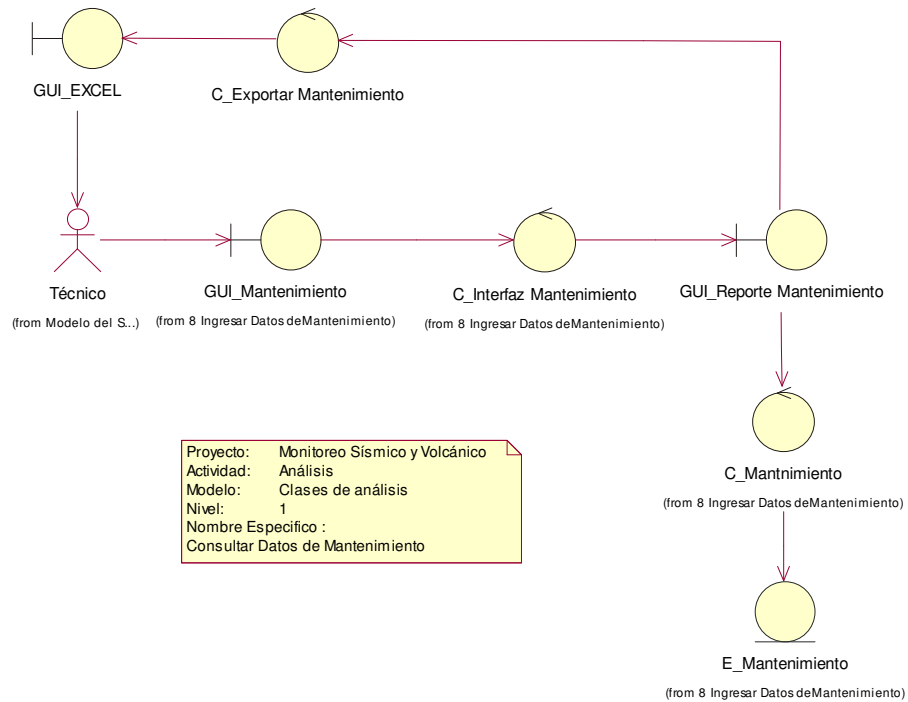 GUI_EXCEL
C_Exportar Mantenimiento
Técnico
(from Modelo del S...)
GUI_Mantenimiento
(from 8 Ingresar Datos deMantenimiento)
C_Interfaz Mantenimiento
(from 8 Ingresar Datos deMantenimiento)
GUI_Reporte Mantenimiento
C_Mantnimiento
(from 8 Ingresar Datos deMantenimiento)
E_Mantenimiento
(from 8 Ingresar Datos deMantenimiento)
Proyecto: Monitoreo Sísmico y Volcánico
Actividad: Análisis
Modelo: Clases de análisis
Nivel: 1
Nombre Especifico :
Consultar Datos de Mantenimiento